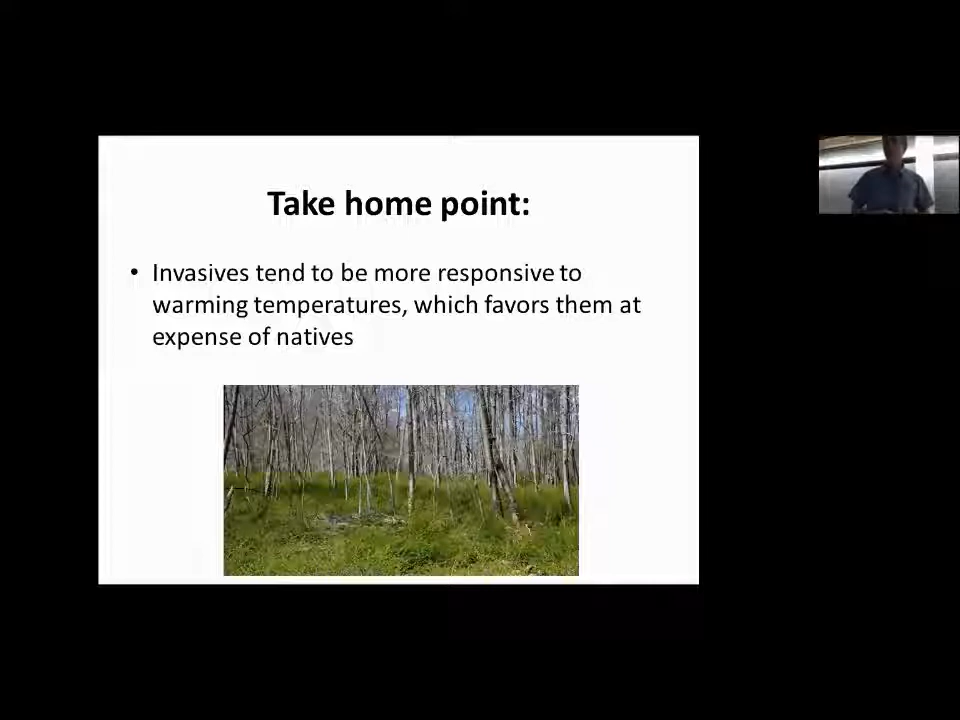 Take home point:
• Invasives tend to be more responsive to
warming temperatures, which favors them at
expense of natives